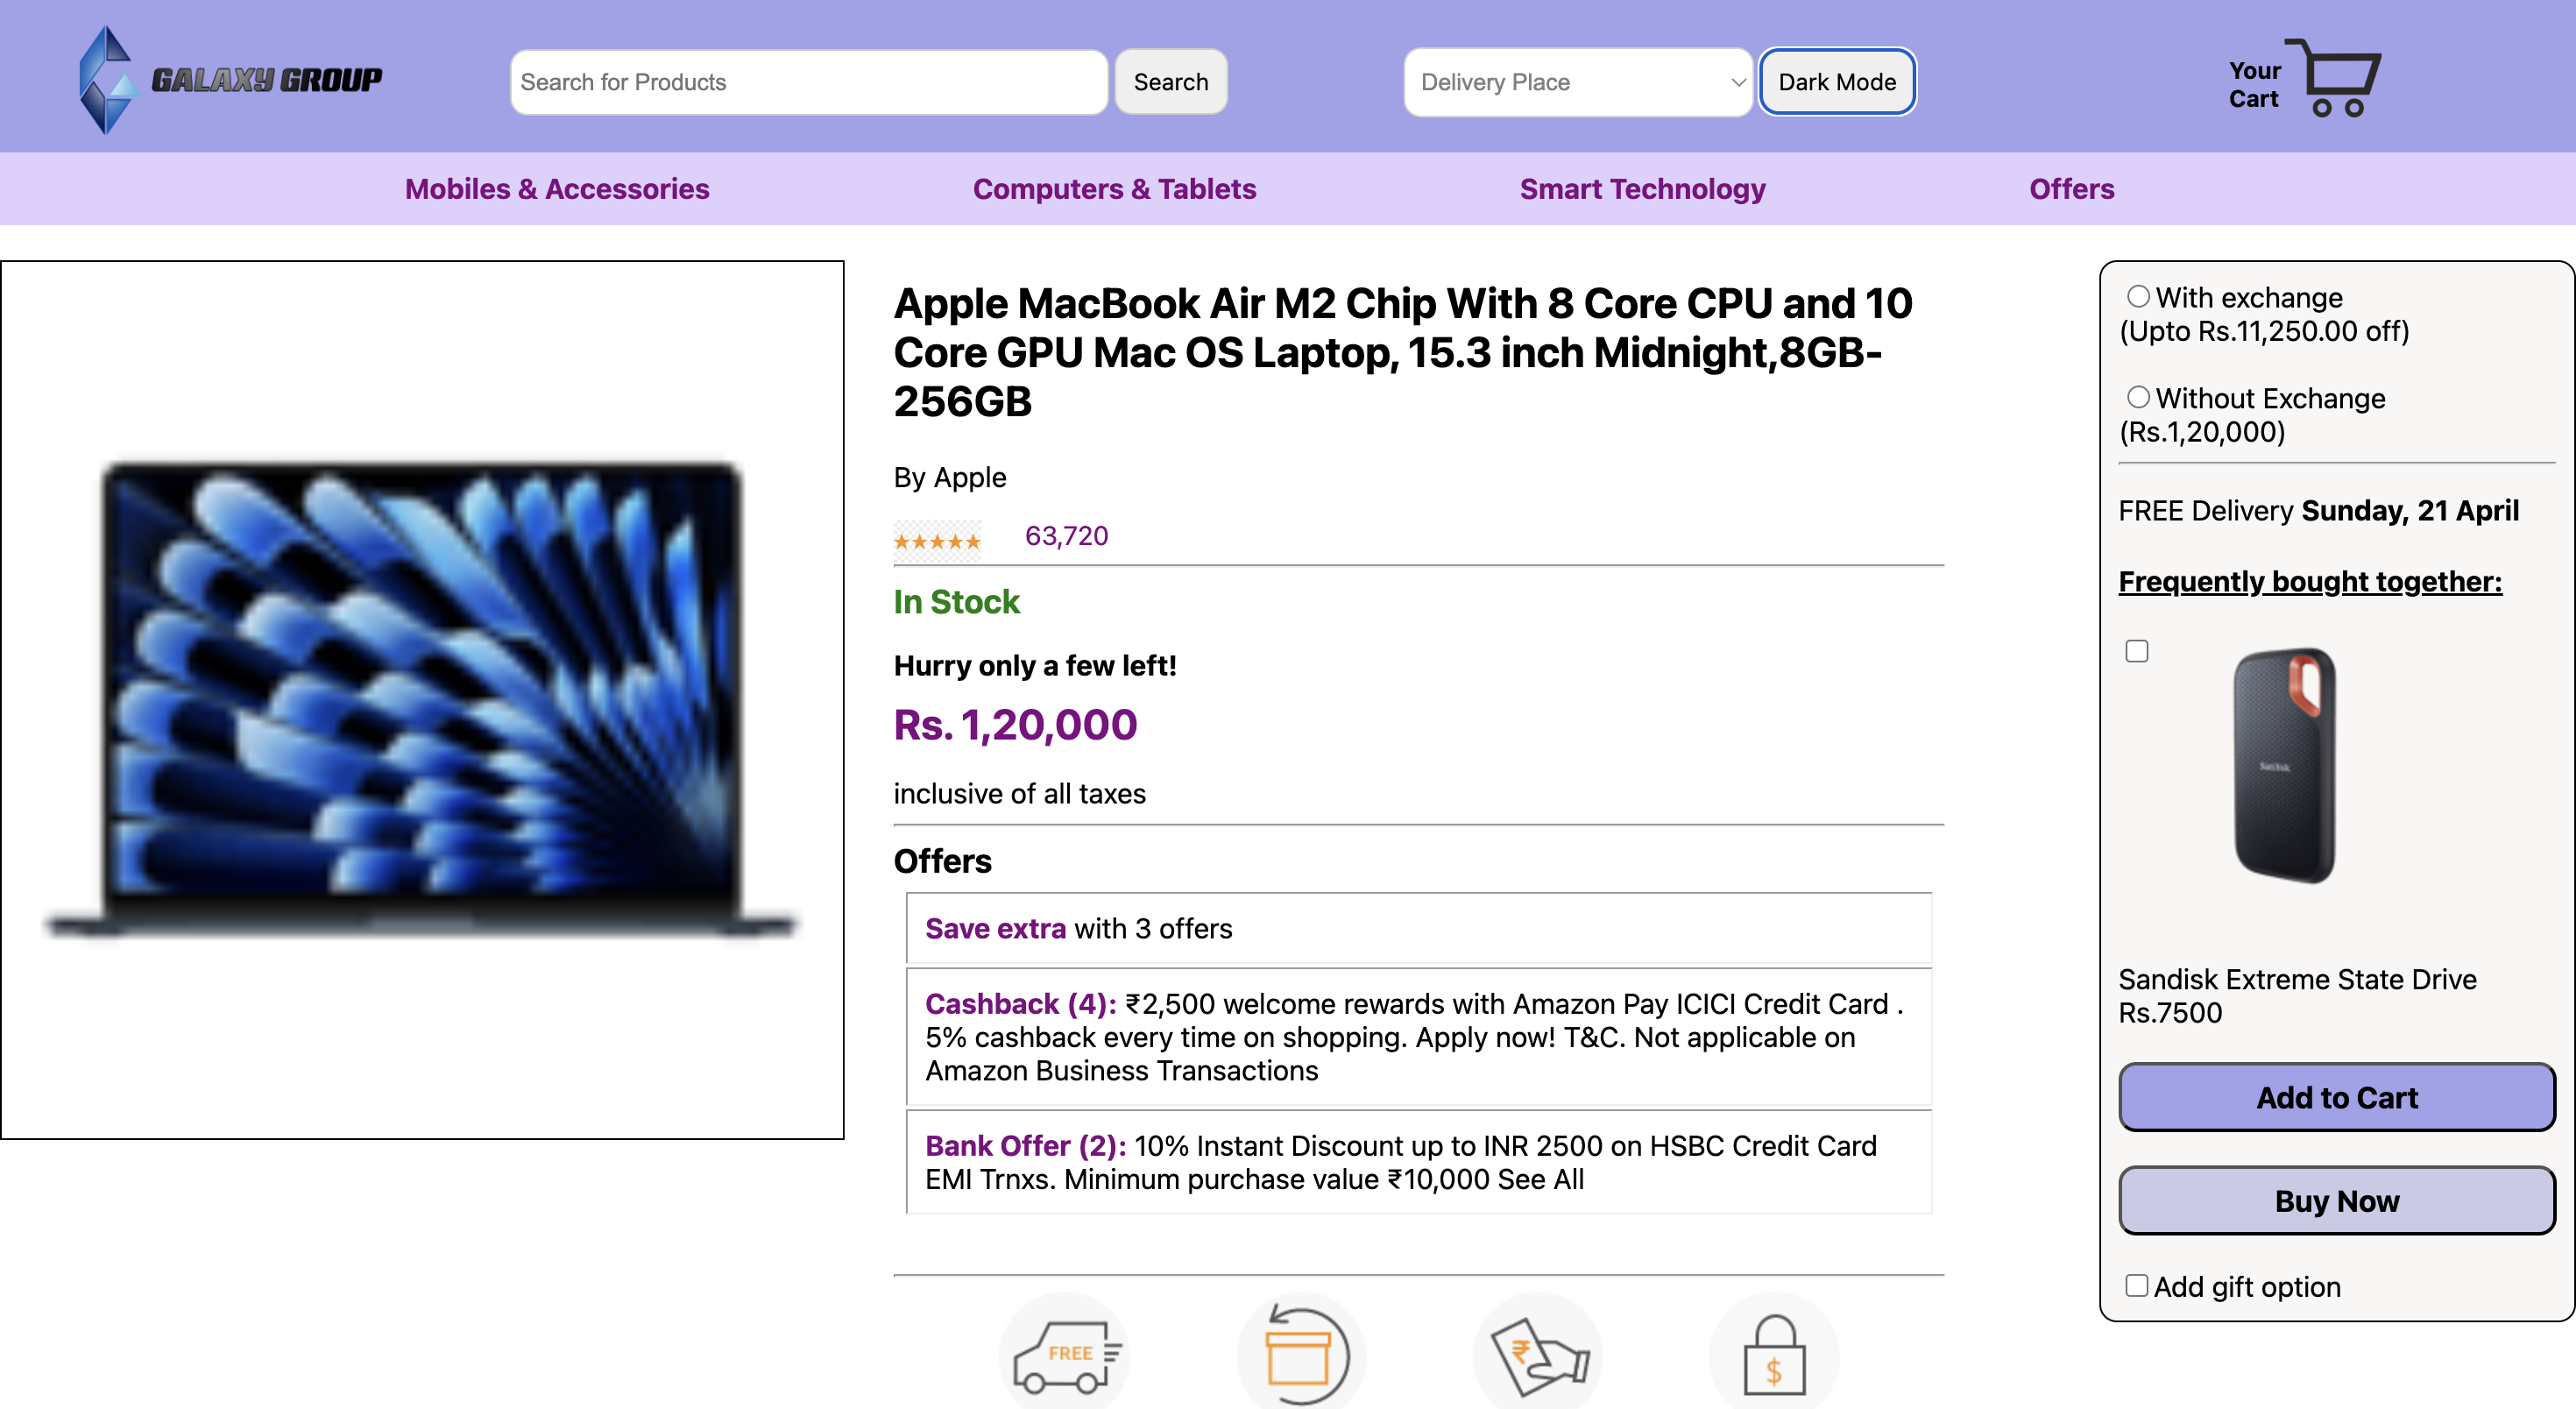 GALAXY GROUP
Search for Products
Search
Delivery Place
Dark Mode
Your
Cart
Mobiles & Accessories
Computers & Tablets
Smart Technology
Offers
Apple MacBook Air M2 Chip With 8 Core CPU and 10
Core GPU Mac OS Laptop, 15.3 inch Midnight,8GB-
256GB
By Apple
63,720
In Stock
Hurry only a few left!
Rs. 1,20,000
inclusive of all taxes
Offers
Save extra with 3 offers
Cashback (4): ₹2,500 welcome rewards with Amazon Pay ICICI Credit Card .
5% cashback every time on shopping. Apply now! T&C. Not applicable on
Amazon Business Transactions
Bank Offer (2): 10% Instant Discount up to INR 2500 on HSBC Credit Card
EMI Trnxs. Minimum purchase value ₹10,000 See All
FREE
₹
$
With exchange
(Upto Rs.11,250.00 off)
Without Exchange
(Rs.1,20,000)
FREE Delivery Sunday, 21 April
Frequently bought together:
SanDisk
Sandisk Extreme State Drive
Rs.7500
Add to Cart
Buy Now
Add gift option